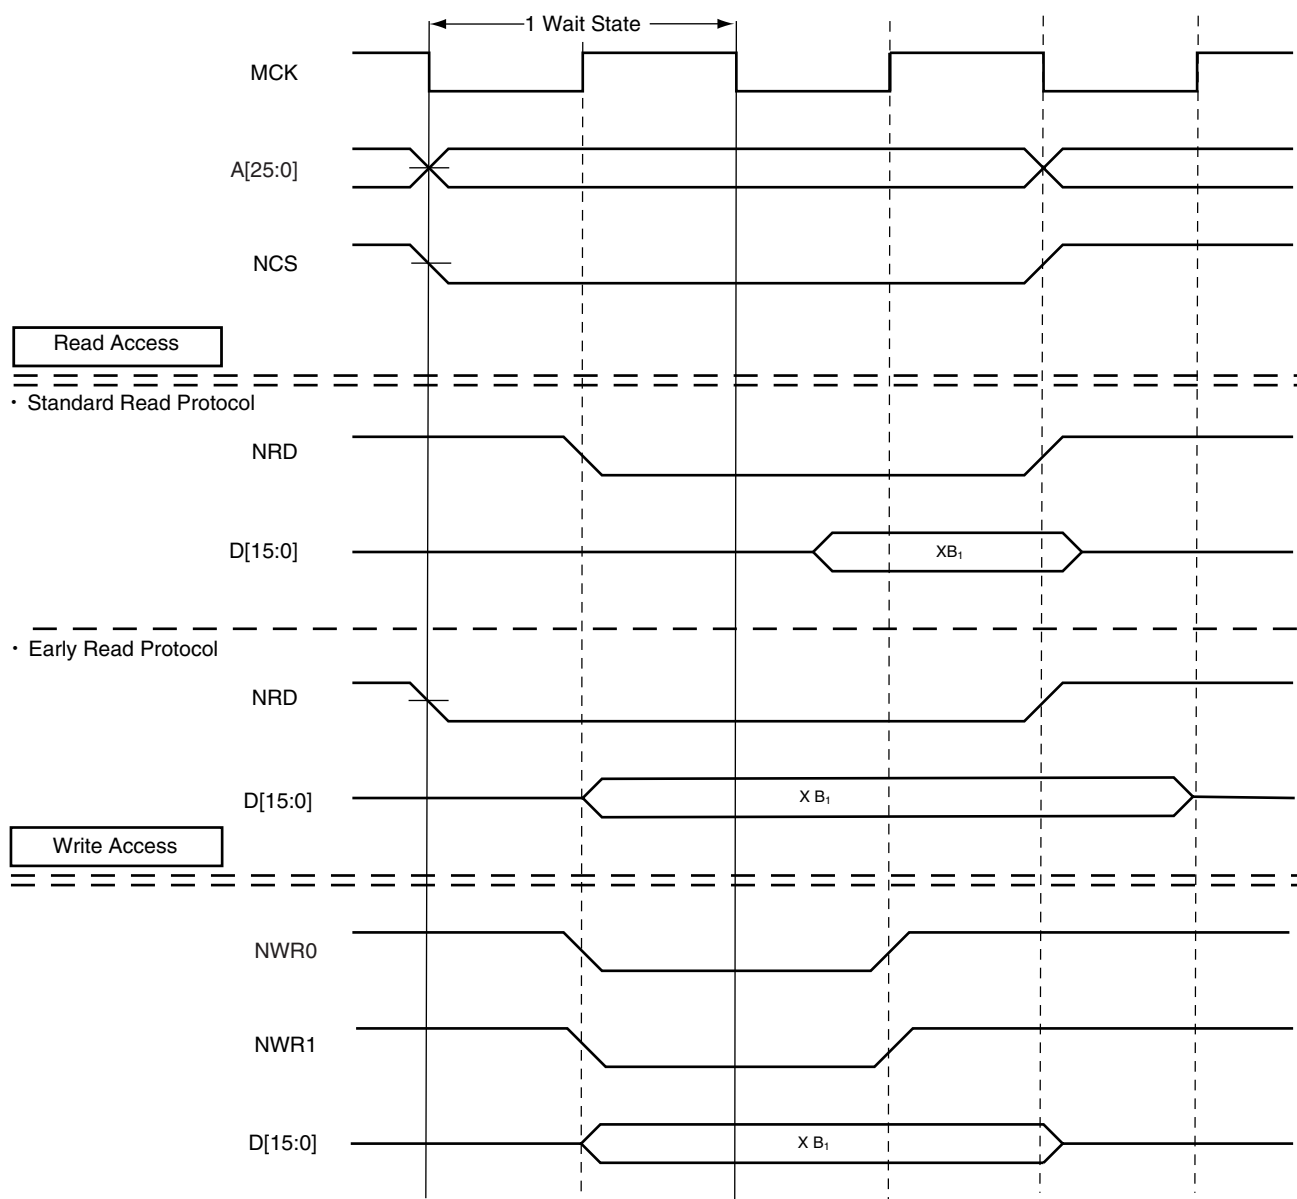 1 Wait State
MCK
A[25:0]
NCS
Read Access
· Standard Read Protocol
NRD
D[15:0]
XB₁
· Early Read Protocol
NRD
D[15:0]
X B₁
Write Access
NWR0
NWR1
D[15:0]
X B₁